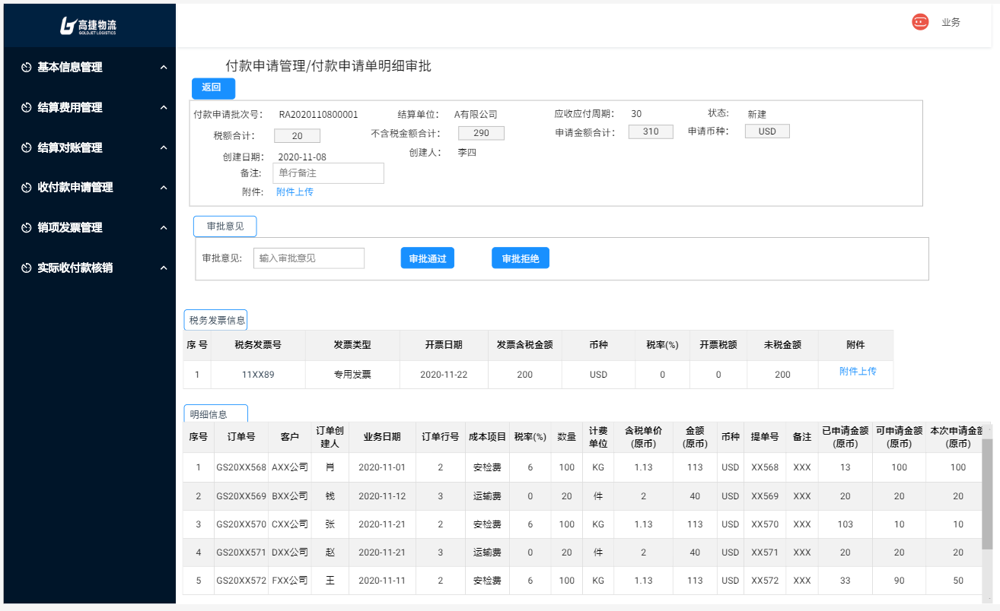 高捷物流
GOLDJET LOGISTICS
业务
基本信息管理
结算费用管理
结算对账管理
收付款申请管理
销项发票管理
实际收付款核销
付款申请管理/付款申请单明细审批
返回
付款申请批次号： RA2020110800001 结算单位： A有限公司 应收应付周期： 30 状态: 新建
税额合计： 20 不含税金额合计： 290 申请金额合计： 310 申请币种： USD
创建日期： 2020-11-08 创建人： 李四
备注: 单行备注
附件: 附件上传
审批意见
审批意见: 输入审批意见 审批通过 审批拒绝
税务发票信息
序 号 税务发票号 发票类型 开票日期 发票含税金额 币种 税率(%) 开票税额 未税金额 附件
1 11XX89 专用发票 2020-11-22 200 USD 0 0 200 附件上传
明细信息
序号 订单号 客户 订单创建人 业务日期 订单行号 成本项目 税率(%) 数量 计费单位 含税单价(原币) 金额(原币) 币种 提单号 备注 已申请金额(原币) 可申请金额(原币) 本次申请金额(原币)
1 GS20XX568 AXX公司 肖 2020-11-01 2 安检费 6 100 KG 1.13 113 USD XX568 XXX 13 100 100
2 GS20XX569 BXX公司 钱 2020-11-12 3 运输费 0 20 件 2 40 USD XX569 XXX 20 20 20
3 GS20XX570 CXX公司 张 2020-11-21 2 安检费 6 100 KG 1.13 113 USD XX570 XXX 103 10 10
4 GS20XX571 DXX公司 赵 2020-11-21 3 运输费 0 20 件 2 40 USD XX571 XXX 20 20 20
5 GS20XX572 FXX公司 王 2020-11-11 2 安检费 6 100 KG 1.13 113 USD XX572 XXX 33 90 50